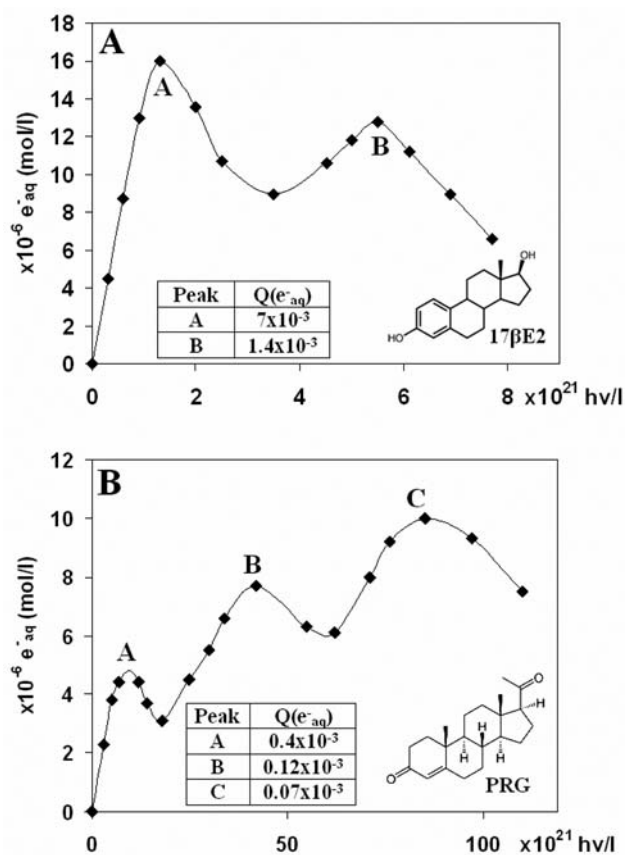 A
18
16
14
12
10
8
6
4
2
0
x10⁻⁶ e⁻aq (mol/l)
A
B
Peak Q(e⁻aq)
A 7x10⁻³
B 1.4x10⁻³
OH
HO
17βE2
0 2 4 6 8 x10²¹ hν/l
B
12
10
8
6
4
2
0
x10⁻⁶ e⁻aq (mol/l)
A
B
C
Peak Q(e⁻aq)
A 0.4x10⁻³
B 0.12x10⁻³
C 0.07x10⁻³
O
H
H
H
H
O
PRG
0 50 100 x10²¹ hν/l